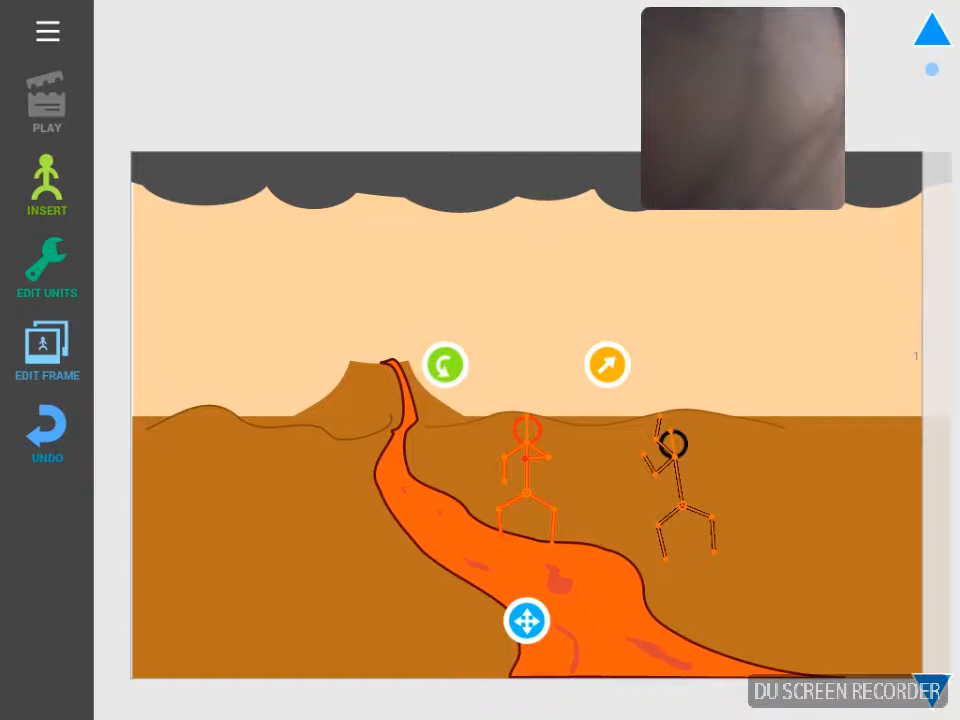 PLAY
INSERT
EDIT UNITS
EDIT FRAME
UNDO
1
DU SCREEN RECORDER